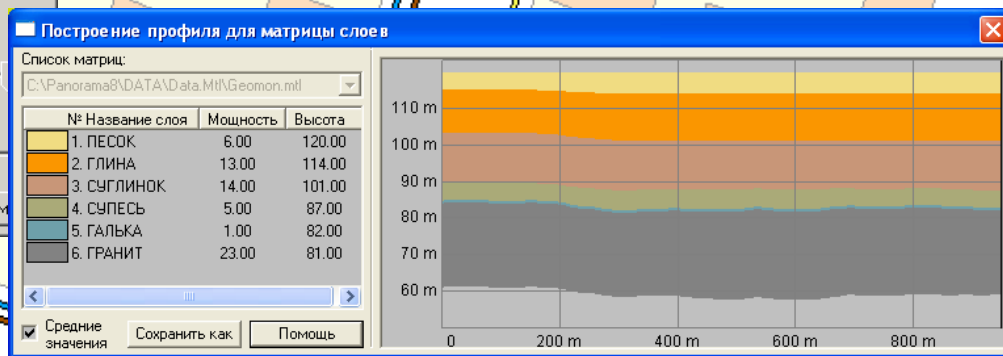 Построение профиля для матрицы слоев
Список матриц:
C:\Panorama8\DATA\Data.Mtl\Geomon.mtl
№ Название слоя Мощность Высота
1. ПЕСОК 6.00 120.00
2. ГЛИНА 13.00 114.00
3. СУГЛИНОК 14.00 101.00
4. СУПЕСЬ 5.00 87.00
5. ГАЛЬКА 1.00 82.00
6. ГРАНИТ 23.00 81.00
Средние значения
Сохранить как
Помощь
110 m
100 m
90 m
80 m
70 m
60 m
0 200 m 400 m 600 m 800 m